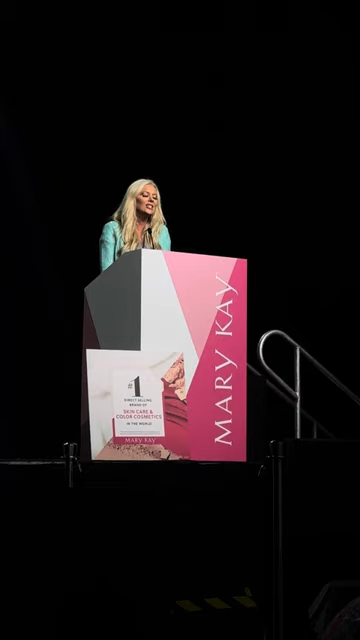 MARY KAY
#1
DIRECT SELLING
BRAND OF
SKIN CARE &
COLOR COSMETICS
IN THE WORLD
MARY KAY